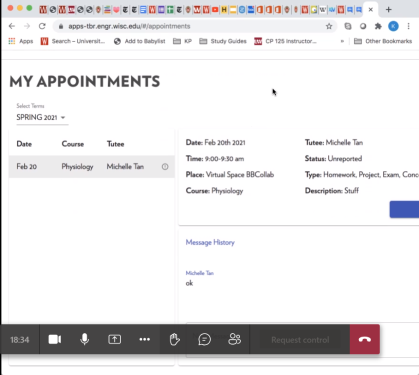 apps-tbr.engr.wisc.edu/#/appointments
Apps Search – Universit... Add to Babylist KP Study Guides CP 125 Instructor... » Other Bookmarks
MY APPOINTMENTS
Select Terms
SPRING 2021
Date Course Tutee
Feb 20 Physiology Michelle Tan
Date: Feb 20th 2021 Tutee: Michelle Tan
Time: 9:00-9:30 am Status: Unreported
Place: Virtual Space BBCollab Type: Homework, Project, Exam, Conc
Course: Physiology Description: Stuff
Message History
Michelle Tan
ok
18:34 Request control